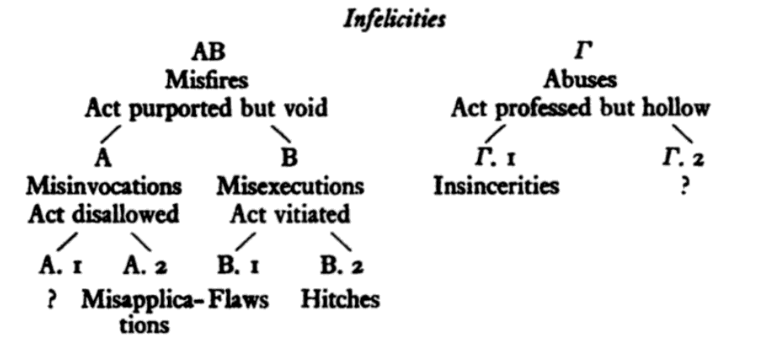 Infelicities
AB Γ
Misfires Abuses
Act purported but void Act professed but hollow
A B Γ. 1 Γ. 2
Misinvocations Misexecutions Insincerities ?
Act disallowed Act vitiated
A. 1 A. 2 B. 1 B. 2
? Misapplica- Flaws Hitches
tions